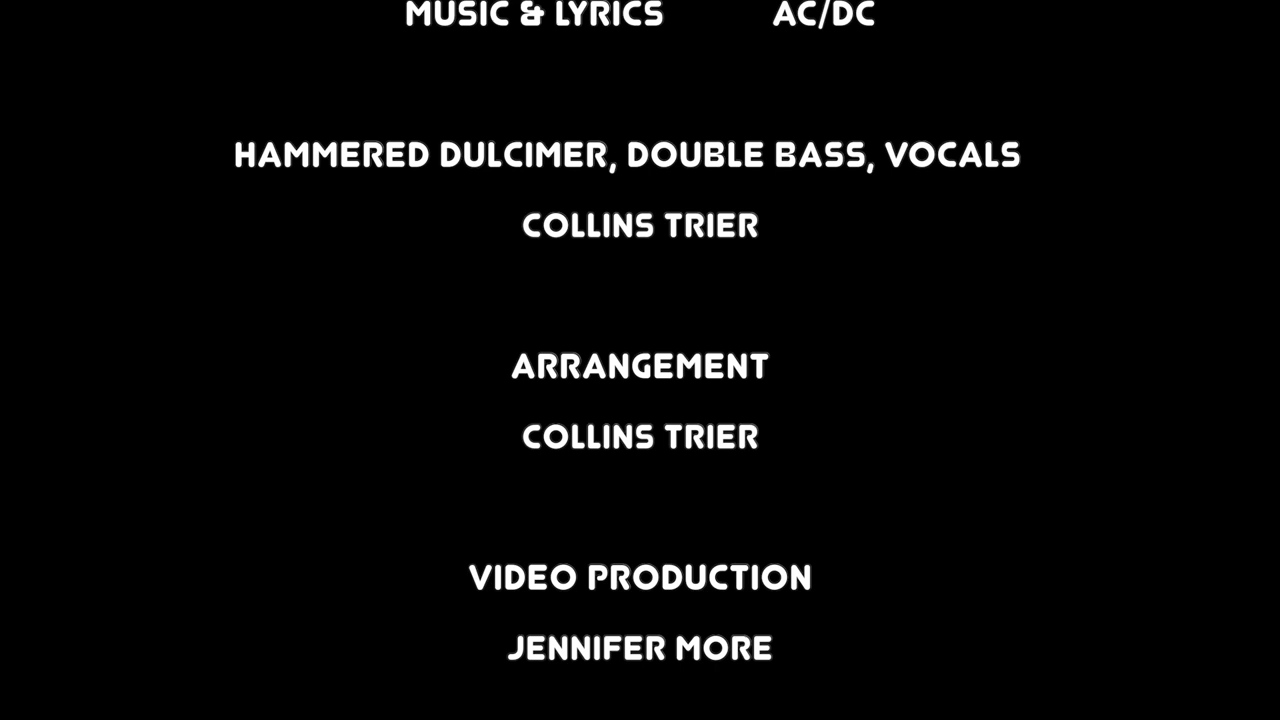 MUSIC & LYRICS AC/DC
HAMMERED DULCIMER, DOUBLE BASS, VOCALS
COLLINS TRIER
ARRANGEMENT
COLLINS TRIER
VIDEO PRODUCTION
JENNIFER MORE